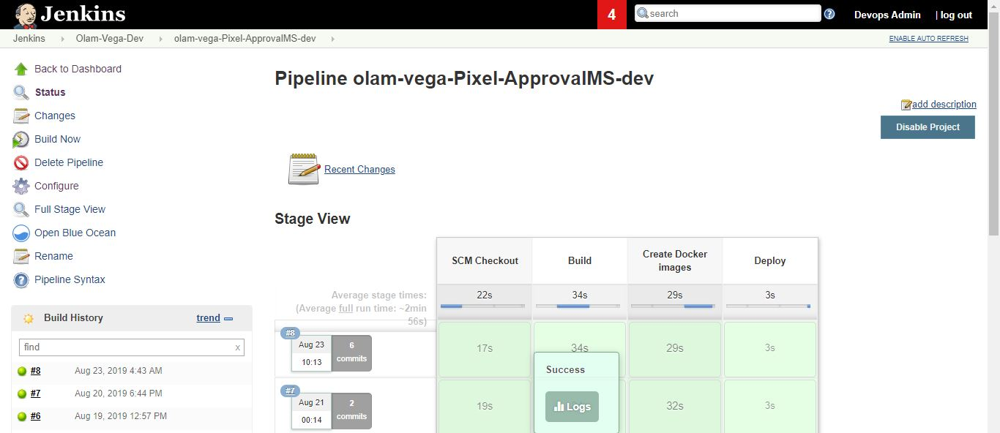 Jenkins
4
search
?
Devops Admin | log out
Jenkins Olam-Vega-Dev olam-vega-Pixel-ApprovalMS-dev
ENABLE AUTO REFRESH
Back to Dashboard
Status
Changes
Build Now
Delete Pipeline
Configure
Full Stage View
Open Blue Ocean
Rename
Pipeline Syntax
Build History
trend
find
x
#8 Aug 23, 2019 4:43 AM
#7 Aug 20, 2019 6:44 PM
#6 Aug 19, 2019 12:57 PM
Pipeline olam-vega-Pixel-ApprovalMS-dev
add description
Disable Project
Recent Changes
Stage View
SCM Checkout
Build
Create Docker
images
Deploy
Average stage times:
(Average full run time: ~2min
56s)
22s 34s 29s 3s
#8
Aug 23
10:13
6
commits
17s 34s 29s 3s
Success
Logs
#7
Aug 21
00:14
2
commits
19s 32s 3s